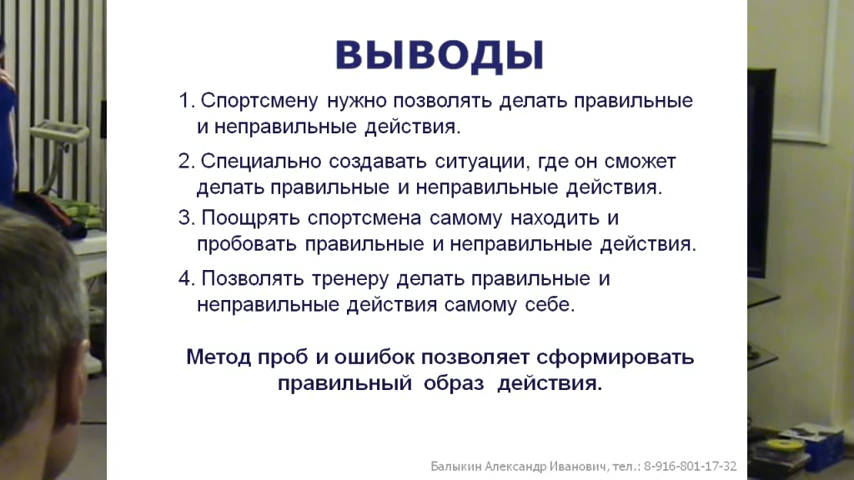 ВЫВОДЫ
1. Спортсмену нужно позволять делать правильные
и неправильные действия.
2. Специально создавать ситуации, где он сможет
делать правильные и неправильные действия.
3. Поощрять спортсмена самому находить и
пробовать правильные и неправильные действия.
4. Позволять тренеру делать правильные и
неправильные действия самому себе.
Метод проб и ошибок позволяет сформировать
правильный образ действия.
Балыкин Александр Иванович, тел.: 8-916-801-17-32